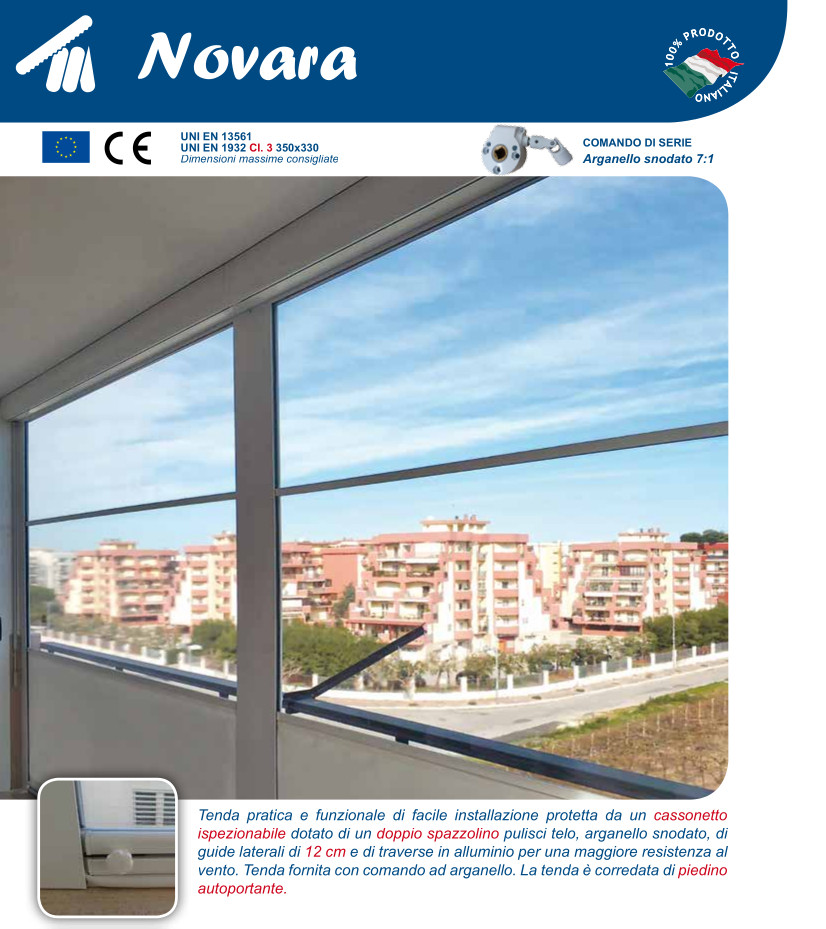 Novara
100% PRODOTTO ITALIANO
CE
UNI EN 13561
UNI EN 1932 Cl. 3 350x330
Dimensioni massime consigliate
COMANDO DI SERIE
Arganello snodato 7:1
Tenda pratica e funzionale di facile installazione protetta da un cassonetto
ispezionabile dotato di un doppio spazzolino pulisci telo, arganello snodato, di
guide laterali di 12 cm e di traverse in alluminio per una maggiore resistenza al
vento. Tenda fornita con comando ad arganello. La tenda è corredata di piedino
autoportante.